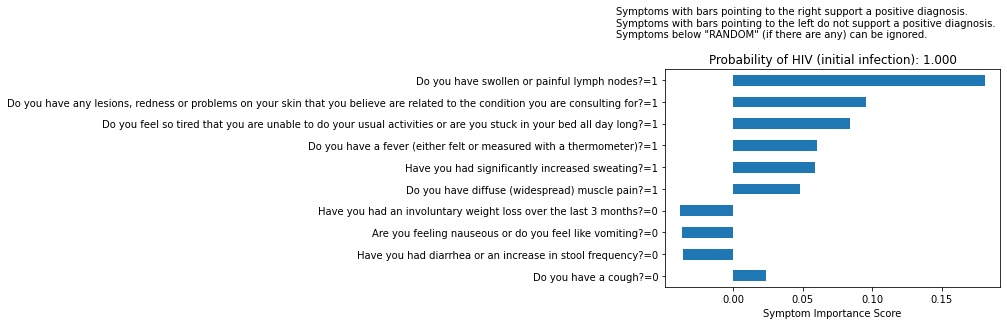 Symptoms with bars pointing to the right support a positive diagnosis.
Symptoms with bars pointing to the left do not support a positive diagnosis.
Symptoms below "RANDOM" (if there are any) can be ignored.
Probability of HIV (initial infection): 1.000
Do you have swollen or painful lymph nodes?=1
Do you have any lesions, redness or problems on your skin that you believe are related to the condition you are consulting for?=1
Do you feel so tired that you are unable to do your usual activities or are you stuck in your bed all day long?=1
Do you have a fever (either felt or measured with a thermometer)?=1
Have you had significantly increased sweating?=1
Do you have diffuse (widespread) muscle pain?=1
Have you had an involuntary weight loss over the last 3 months?=0
Are you feeling nauseous or do you feel like vomiting?=0
Have you had diarrhea or an increase in stool frequency?=0
Do you have a cough?=0
0.00 0.05 0.10 0.15
Symptom Importance Score